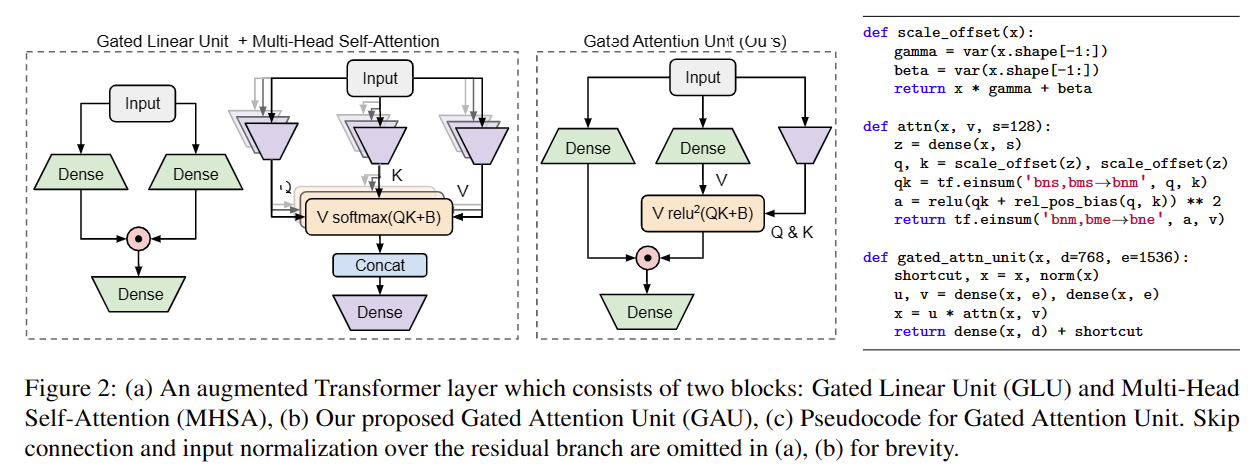 Gated Linear Unit + Multi-Head Self-Attention
Input
Dense
Dense
Dense
Input
Q
K
V
V softmax(QK+B)
Concat
Dense
Gated Attention Unit (Ours)
Input
Dense
Dense
V
V relu²(QK+B)
Q & K
Dense
def scale_offset(x):
gamma = var(x.shape[-1:])
beta = var(x.shape[-1:])
return x * gamma + beta
def attn(x, v, s=128):
z = dense(x, s)
q, k = scale_offset(z), scale_offset(z)
qk = tf.einsum('bns,bms→bnm', q, k)
a = relu(qk + rel_pos_bias(q, k)) ** 2
return tf.einsum('bnm,bme→bne', a, v)
def gated_attn_unit(x, d=768, e=1536):
shortcut, x = x, norm(x)
u, v = dense(x, e), dense(x, e)
x = u * attn(x, v)
return dense(x, d) + shortcut
Figure 2: (a) An augmented Transformer layer which consists of two blocks: Gated Linear Unit (GLU) and Multi-Head
Self-Attention (MHSA), (b) Our proposed Gated Attention Unit (GAU), (c) Pseudocode for Gated Attention Unit. Skip
connection and input normalization over the residual branch are omitted in (a), (b) for brevity.